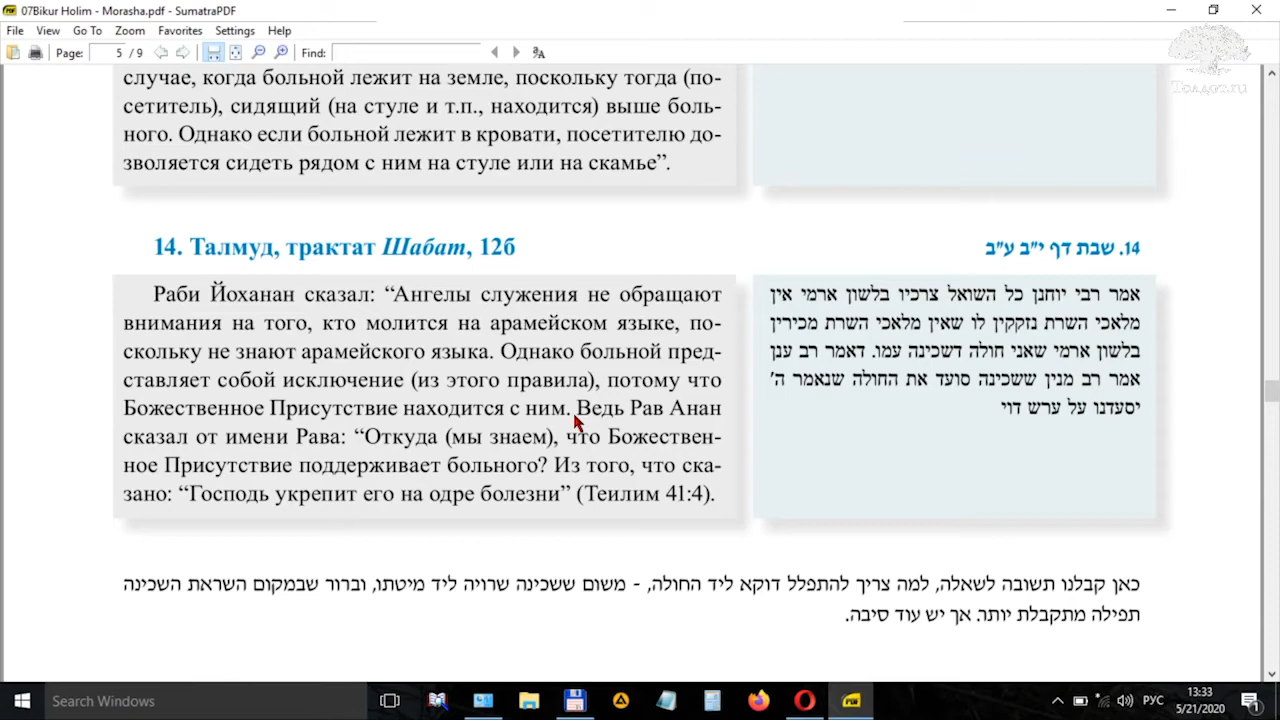 07Bikur Holim - Morasha.pdf - SumatraPDF
File View Go To Zoom Favorites Settings Help
Page: 5 / 9 Find:
Толдот.ru
случае, когда больной лежит на земле, поскольку тогда (по-
сетитель), сидящий (на стуле и т.п., находится) выше боль-
ного. Однако если больной лежит в кровати, посетителю до-
зволяется сидеть рядом с ним на стуле или на скамье”.
14. Талмуд, трактат Шабат, 12б
14. שבת דף י"ב ע"ב
Раби Йоханан сказал: “Ангелы служения не обращают
внимания на того, кто молится на арамейском языке, по-
скольку не знают арамейского языка. Однако больной пред-
ставляет собой исключение (из этого правила), потому что
Божественное Присутствие находится с ним. Ведь Рав Анан
сказал от имени Рава: “Откуда (мы знаем), что Божествен-
ное Присутствие поддерживает больного? Из того, что ска-
зано: “Господь укрепит его на одре болезни” (Теилим 41:4).
אמר רבי יוחנן כל השואל צרכיו בלשון ארמי אין
מלאכי השרת נזקקין לו שאין מלאכי השרת מכירין
בלשון ארמי שאני חולה דשכינה עמו. דאמר רב ענן
אמר רב מנין ששכינה סועד את החולה שנאמר ה'
יסעדנו על ערש דוי
כאן קבלנו תשובה לשאלה, למה צריך להתפלל דוקא ליד החולה, - משום ששכינה שרויה ליד מיטתו, וברור שבמקום השראת השכינה
תפילה מתקבלת יותר. אך יש עוד סיבה.
Search Windows
РУС
13:33
5/21/2020